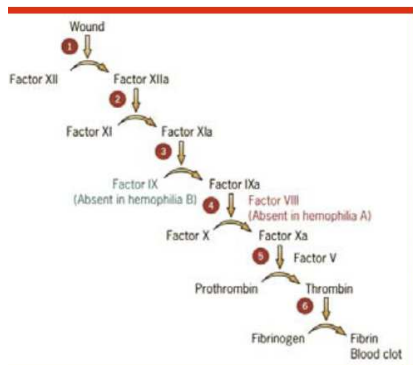 Wound
1
Factor XII Factor XIIa
2
Factor XI Factor XIa
3
Factor IX Factor IXa
(Absent in hemophilia B) 4 Factor VIII
(Absent in hemophilia A)
Factor X Factor Xa
5 Factor V
Prothrombin Thrombin
6
Fibrinogen Fibrin
Blood clot